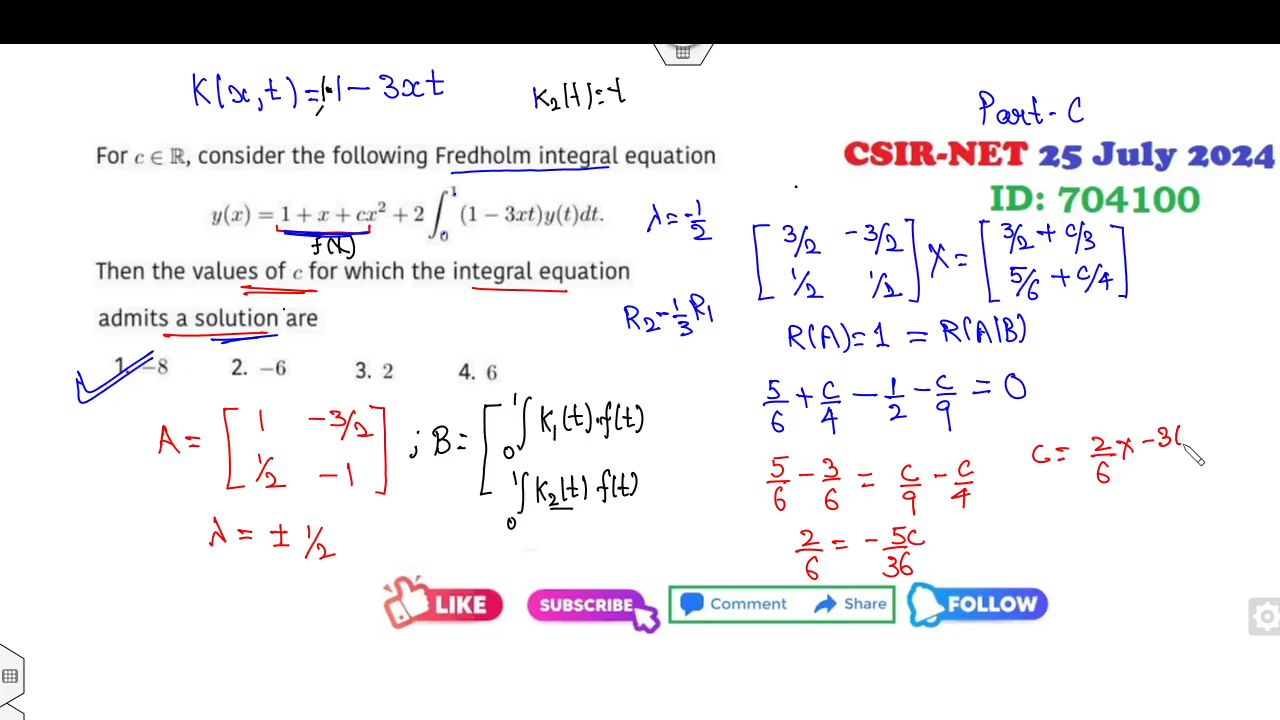 K(x,t) = 1·1 − 3xt
K₂(t) = t
Part-C
For c ∈ ℝ, consider the following Fredholm integral equation
CSIR-NET 25 July 2024
ID: 704100
y(x) = 1 + x + cx² + 2 ∫₀¹ (1 − 3xt)y(t)dt.
f(x)
Then the values of c for which the integral equation
admits a solution are
1. −8 2. −6 3. 2 4. 6
A = [ 1 −3/2 ; 1/2 −1 ] ; B = [ ₀∫¹ K₁(t)·f(t)
₀∫¹ K₂(t) f(t)
λ = ± 1/2
λ = -1/2
[ 3/2 −3/2 ; 1/2 1/2 ] X = [ 3/2 + c/3 ; 5/6 + c/4 ]
R₂ − 1/3 R₁
R(A) = 1 = R(A|B)
5/6 + c/4 − 1/2 − c/9 = 0
5/6 − 3/6 = c/9 − c/4
2/6 = − 5c/36
c = 2/6 x −36
LIKE
SUBSCRIBE
Comment Share
FOLLOW